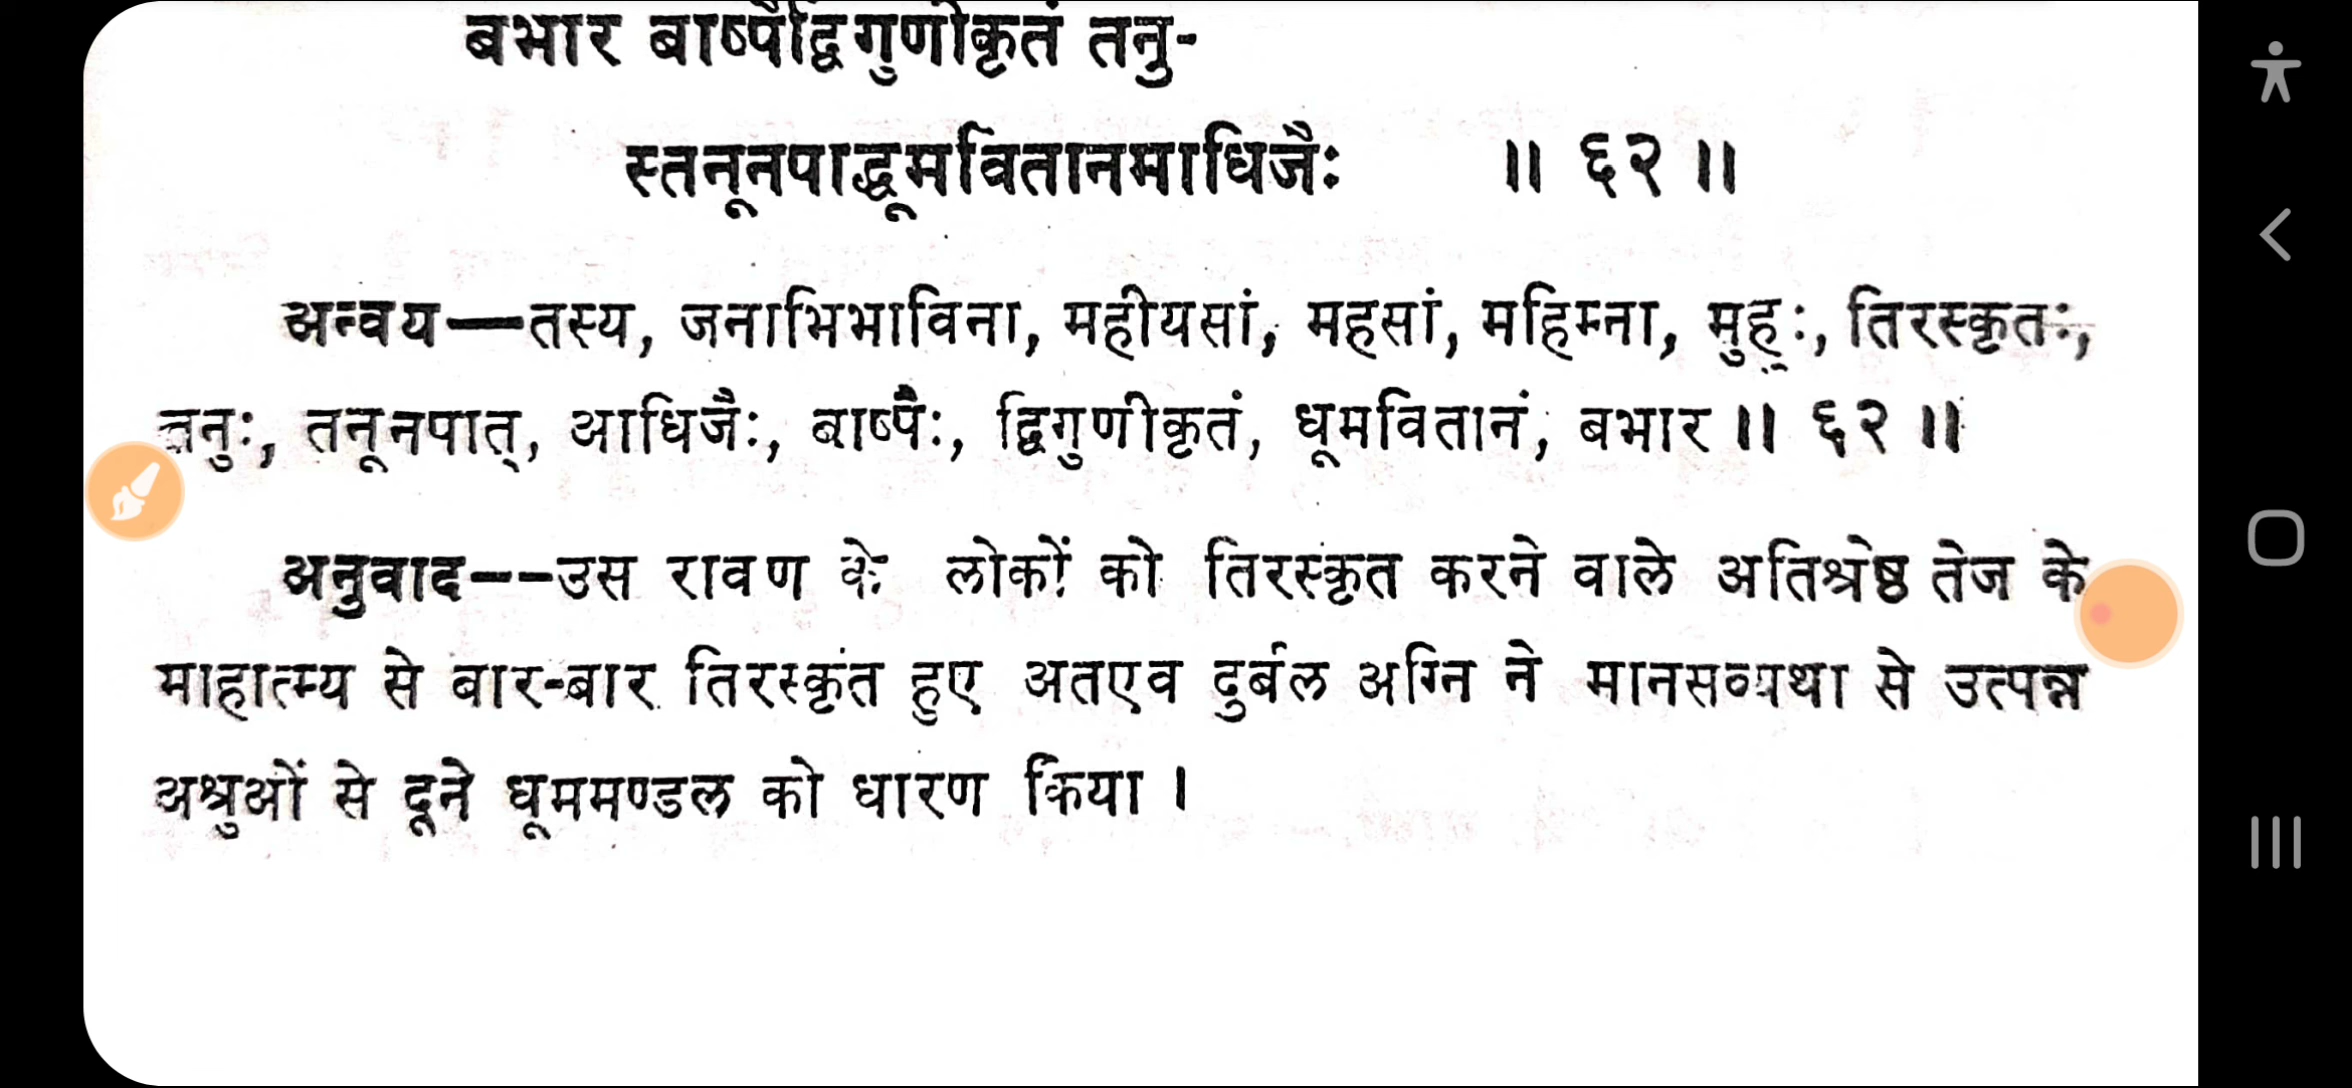 बभार बाष्पैद्विगुणीकृतं तनु-
स्तनूनपाद्धूमवितानमाधिजैः ॥ ६२ ॥
अन्वय—तस्य, जनाभिभाविना, महीयसां, महसां, महिम्ना, मुहुः, तिरस्कृतः,
तनुः, तनूनपात्, आधिजैः, बाष्पैः, द्विगुणीकृतं, धूमवितानं, बभार ॥ ६२ ॥
अनुवाद--उस रावण के लोकों को तिरस्कृत करने वाले अतिश्रेष्ठ तेज के
माहात्म्य से बार-बार तिरस्कृत हुए अतएव दुर्बल अग्नि ने मानसव्यथा से उत्पन्न
अश्रुओं से दूने धूममण्डल को धारण किया ।